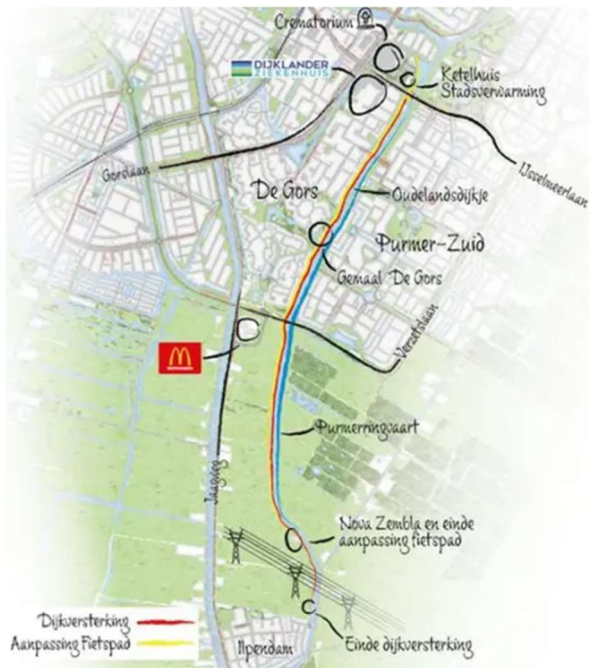 Crematorium
DIJKLANDER
ZIEKENHUIS
Ketelhuis
Stadsverwarming
Gorslaan
IJsselmeerlaan
De Gors
Oudelandsdijkje
Purmer-Zuid
Gemaal De Gors
Verzetslaan
M
Purmerringvaart
Jaagweg
Nova Zembla en einde
aanpassing fietspad
Dijkversterking
Aanpassing Fietspad
Ilpendam
Einde dijkversterking